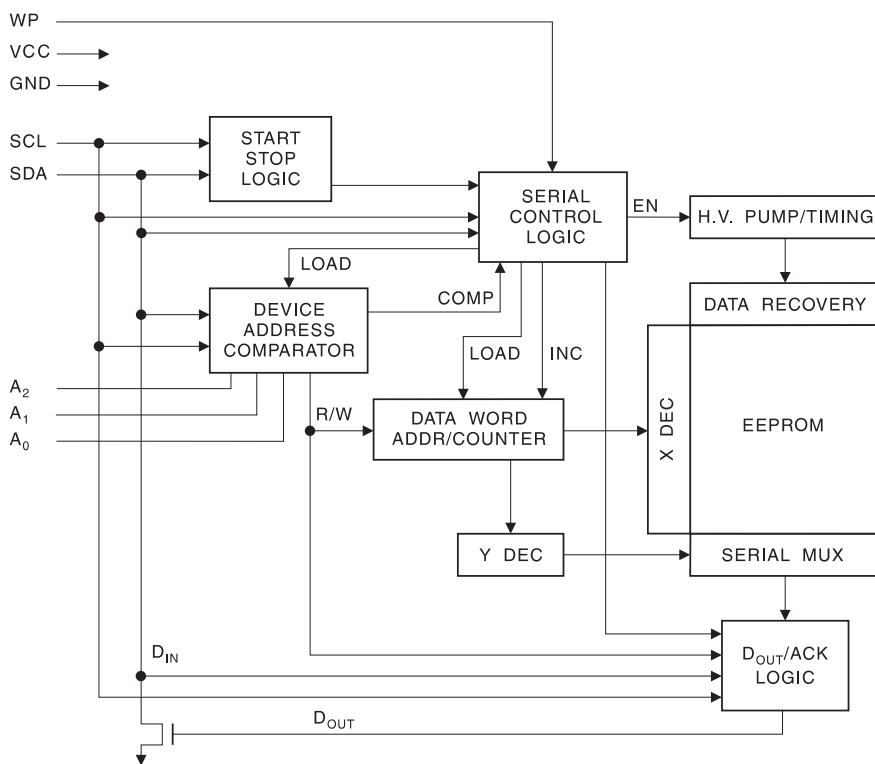 WP
VCC
GND
SCL
SDA
START
STOP
LOGIC
SERIAL
CONTROL
LOGIC
EN
H.V. PUMP/TIMING
LOAD
COMP
DEVICE
ADDRESS
COMPARATOR
DATA RECOVERY
LOAD
INC
A2
A1
A0
R/W
DATA WORD
ADDR/COUNTER
X DEC
EEPROM
Y DEC
SERIAL MUX
DIN
DOUT/ACK
LOGIC
DOUT